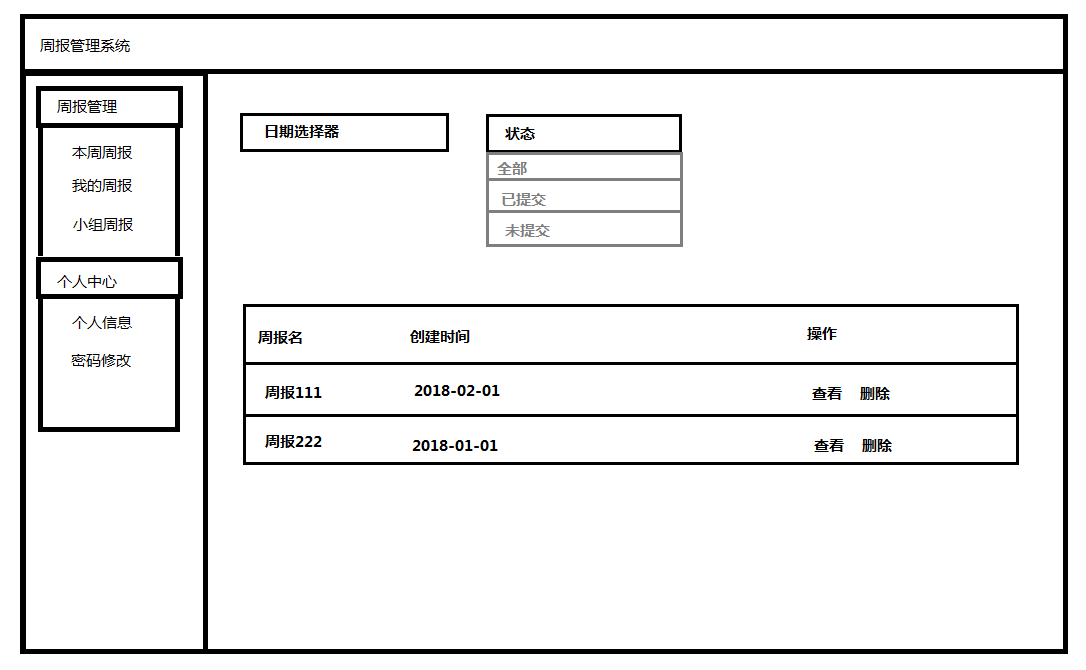 周报管理系统
周报管理
本周周报
我的周报
小组周报
个人中心
个人信息
密码修改
日期选择器
状态
全部
已提交
未提交
周报名 创建时间 操作
周报111 2018-02-01 查看 删除
周报222 2018-01-01 查看 删除